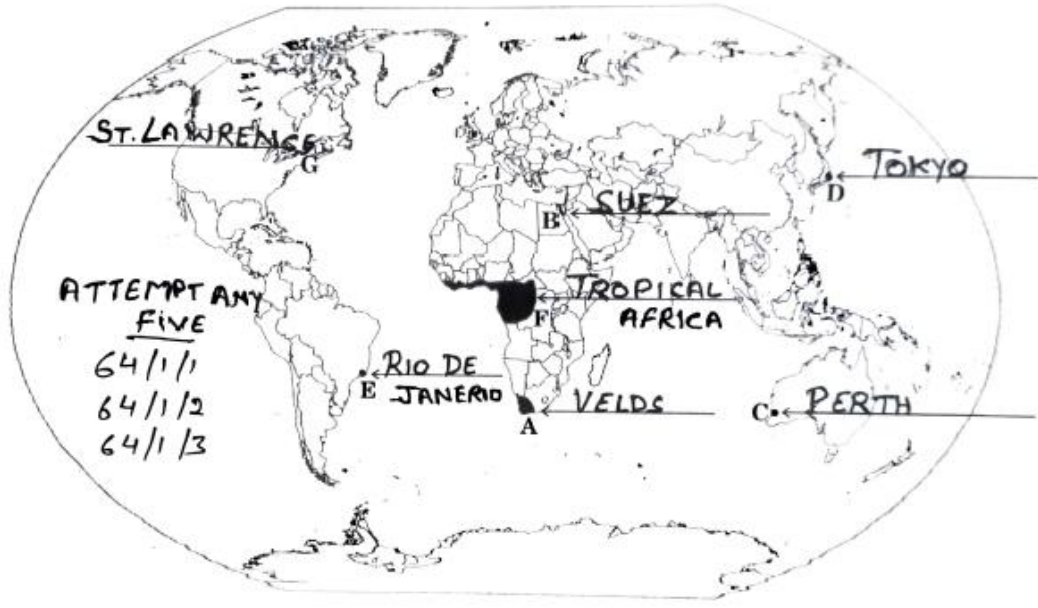 ST. LAWRENCE
G
TOKYO
D
SUEZ
B
ATTEMPT ANY
FIVE
64/1/1
64/1/2
64/1/3
TROPICAL
AFRICA
F
RIO DE
JANERIO
E
VELDS
A
PERTH
C